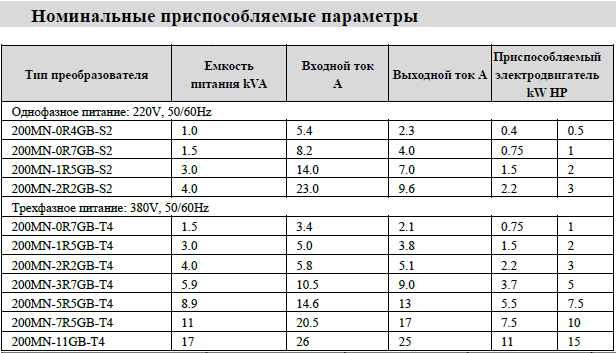 Номинальные приспособляемые параметры
Тип преобразователя | Емкость питания kVA | Входной ток A | Выходной ток A | Приспособляемый электродвигатель kW HP
Однофазное питание: 220V, 50/60Hz
200MN-0R4GB-S2 | 1.0 | 5.4 | 2.3 | 0.4 | 0.5
200MN-0R7GB-S2 | 1.5 | 8.2 | 4.0 | 0.75 | 1
200MN-1R5GB-S2 | 3.0 | 14.0 | 7.0 | 1.5 | 2
200MN-2R2GB-S2 | 4.0 | 23.0 | 9.6 | 2.2 | 3
Трехфазное питание: 380V, 50/60Hz
200MN-0R7GB-T4 | 1.5 | 3.4 | 2.1 | 0.75 | 1
200MN-1R5GB-T4 | 3.0 | 5.0 | 3.8 | 1.5 | 2
200MN-2R2GB-T4 | 4.0 | 5.8 | 5.1 | 2.2 | 3
200MN-3R7GB-T4 | 5.9 | 10.5 | 9.0 | 3.7 | 5
200MN-5R5GB-T4 | 8.9 | 14.6 | 13 | 5.5 | 7.5
200MN-7R5GB-T4 | 11 | 20.5 | 17 | 7.5 | 10
200MN-11GB-T4 | 17 | 26 | 25 | 11 | 15